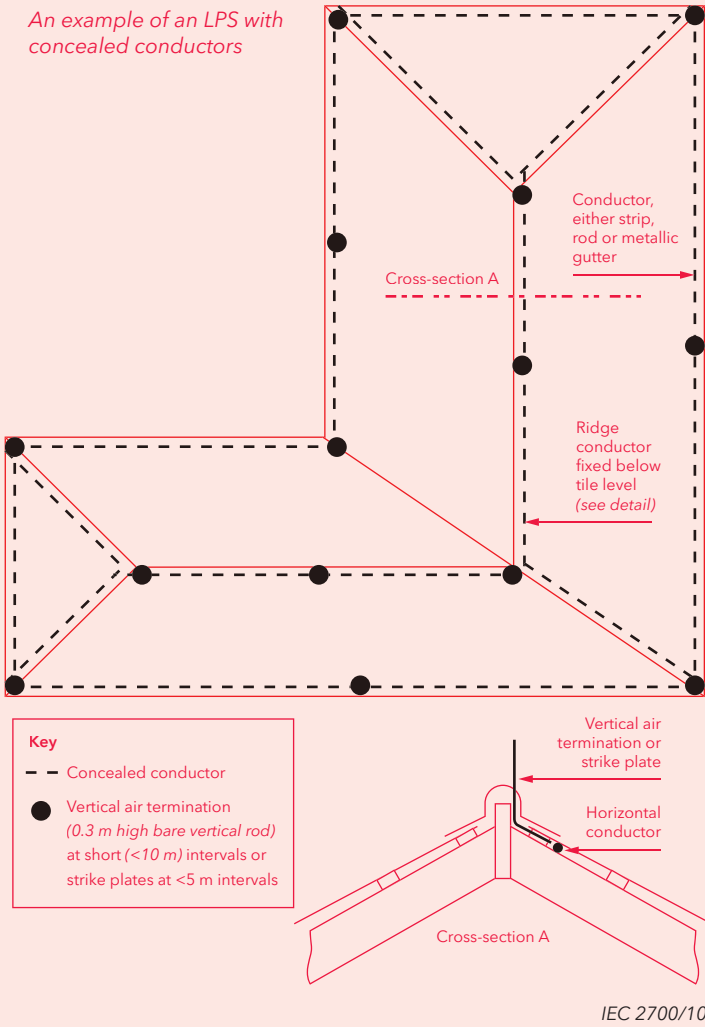 An example of an LPS with
concealed conductors
Conductor,
either strip,
rod or metallic
gutter
Cross-section A
Ridge
conductor
fixed below
tile level
(see detail)
Key
Concealed conductor
Vertical air termination
(0.3 m high bare vertical rod)
at short (<10 m) intervals or
strike plates at <5 m intervals
Vertical air
termination or
strike plate
Horizontal
conductor
Cross-section A
IEC 2700/10